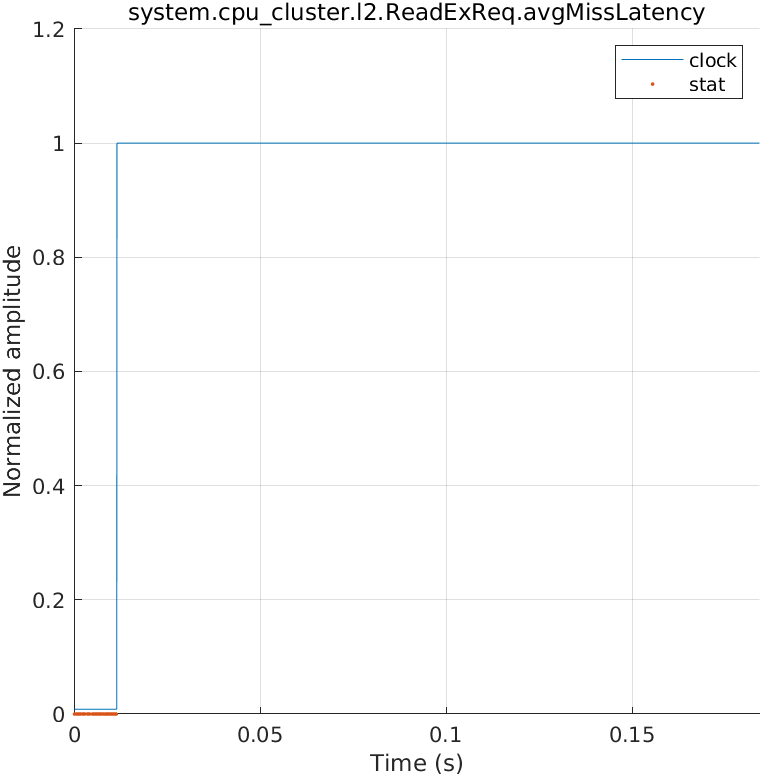 system.cpu_cluster.l2.ReadExReq.avgMissLatency
1.2
clock
stat
1
0.8
0.6
0.4
0.2
0
Normalized amplitude
0
0.05
0.1
0.15
Time (s)